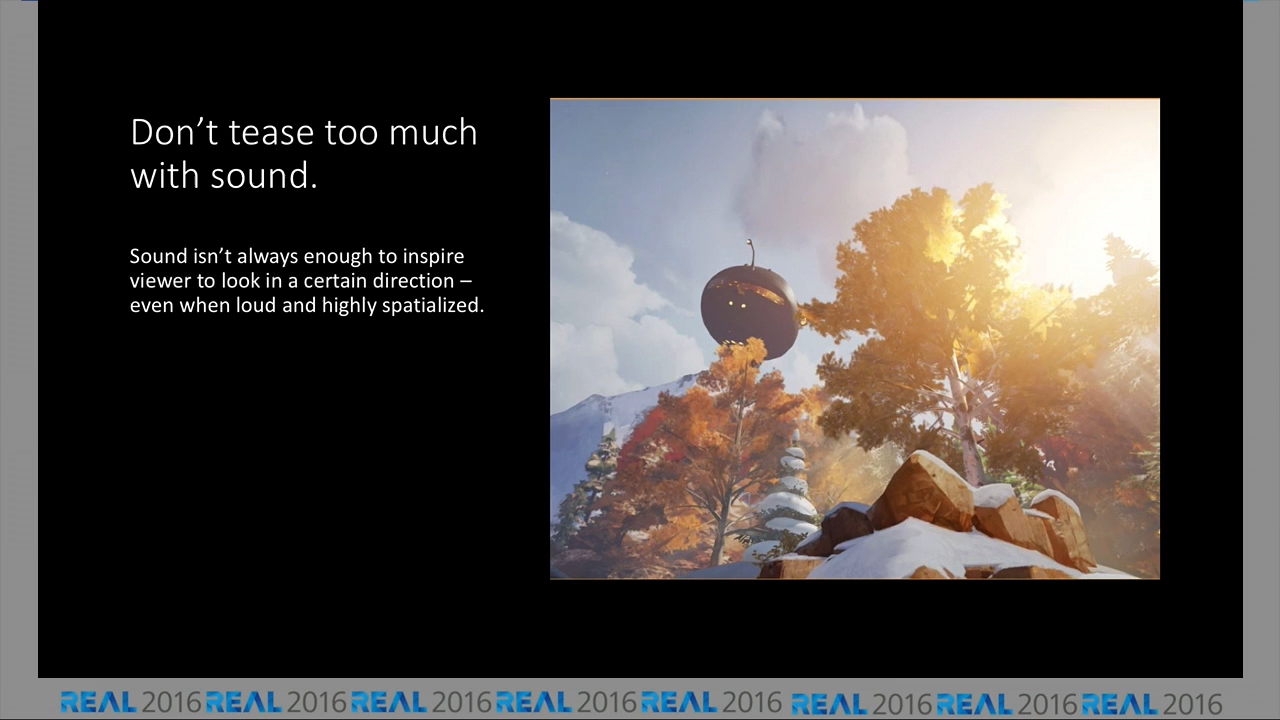 Don’t tease too much
with sound.
Sound isn’t always enough to inspire
viewer to look in a certain direction –
even when loud and highly spatialized.
REAL 2016 REAL 2016 REAL 2016 REAL 2016 REAL 2016 REAL 2016 REAL 2016 REAL 2016